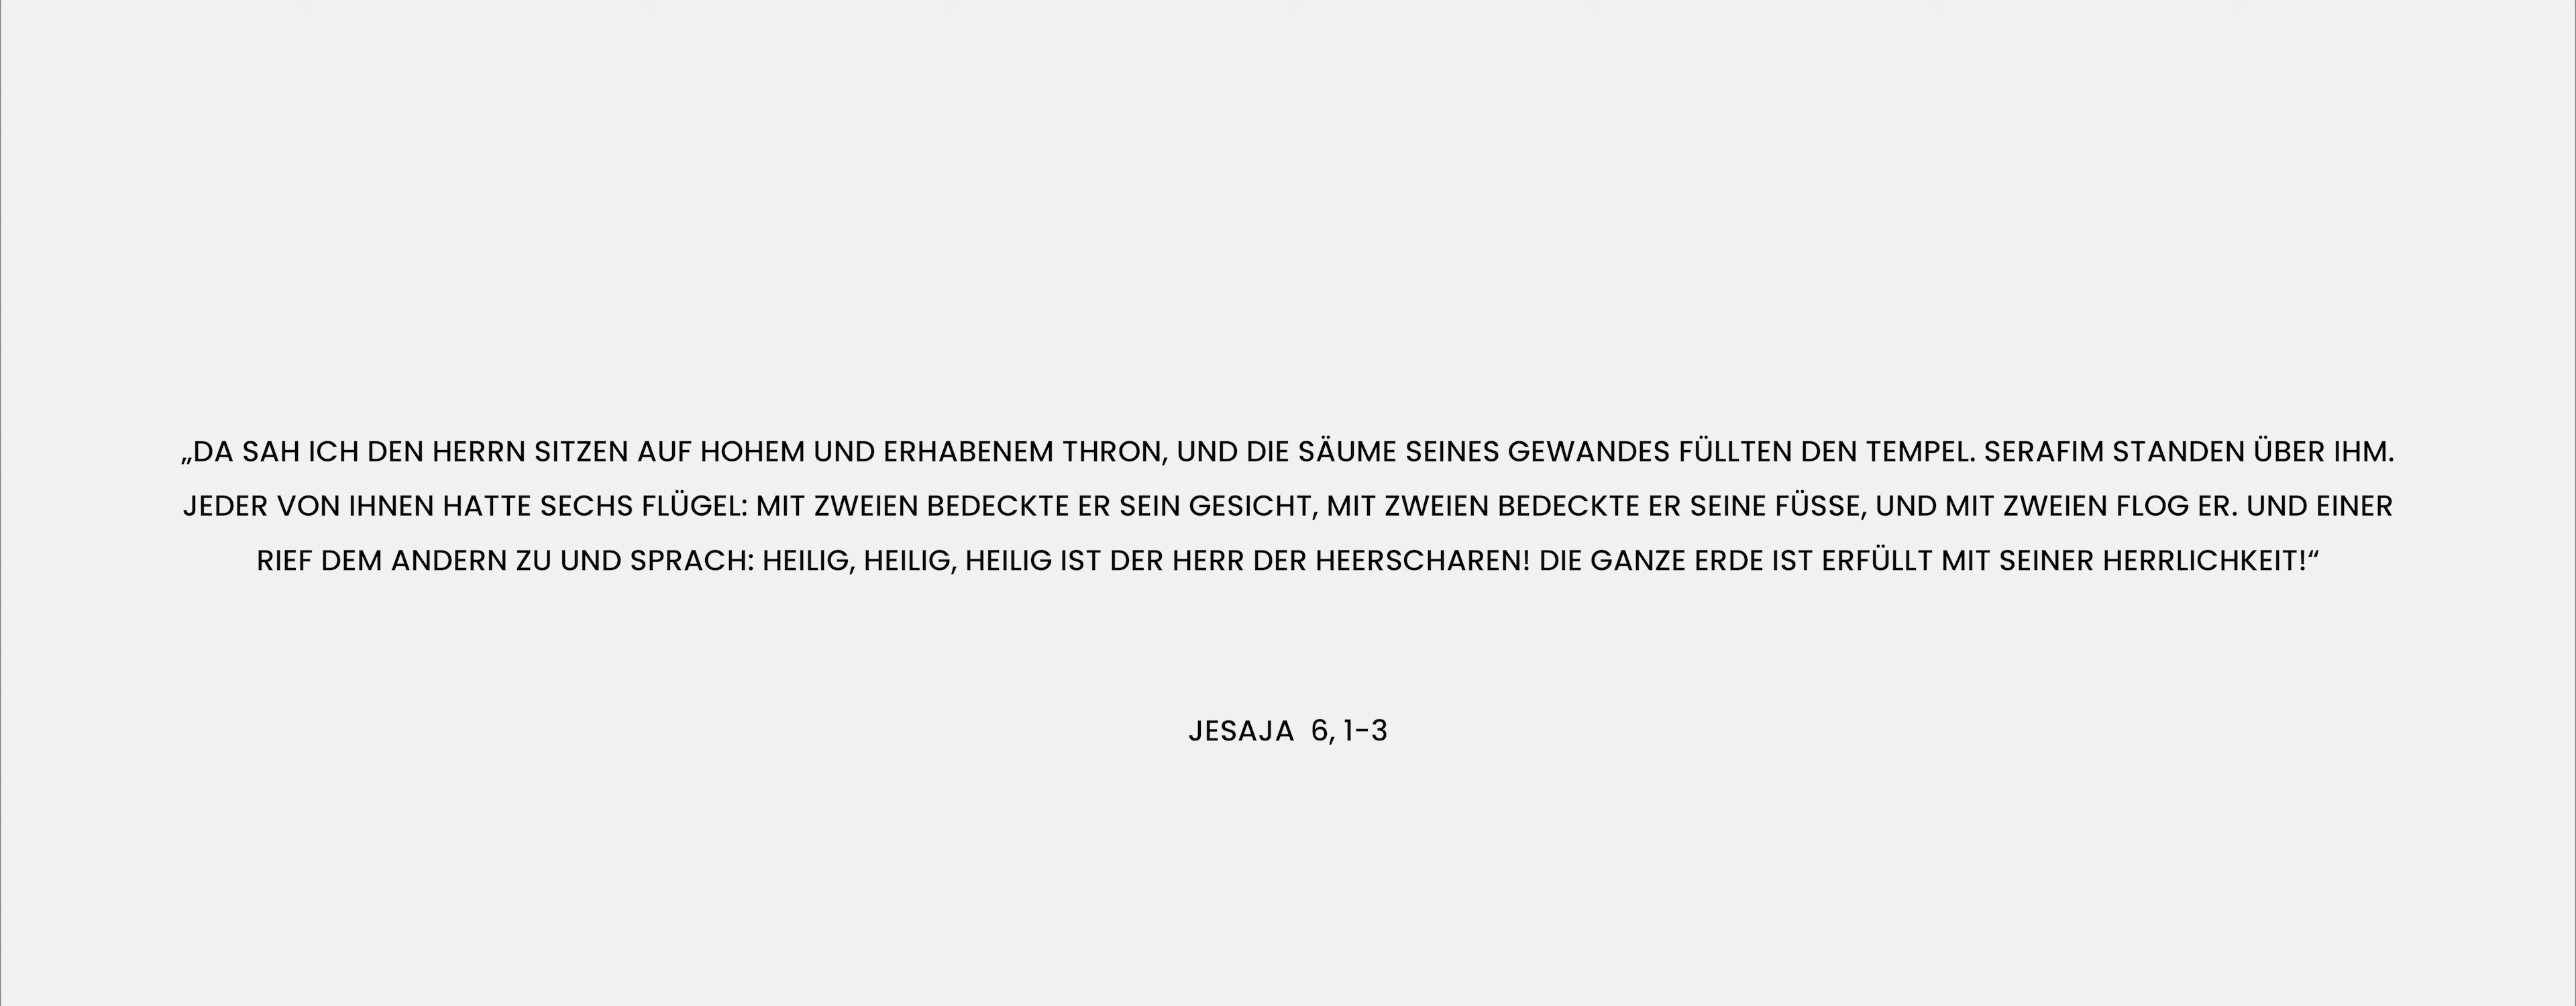 „DA SAH ICH DEN HERRN SITZEN AUF HOHEM UND ERHABENEM THRON, UND DIE SÄUME SEINES GEWANDES FÜLLTEN DEN TEMPEL. SERAFIM STANDEN ÜBER IHM.
JEDER VON IHNEN HATTE SECHS FLÜGEL: MIT ZWEIEN BEDECKTE ER SEIN GESICHT, MIT ZWEIEN BEDECKTE ER SEINE FÜSSE, UND MIT ZWEIEN FLOG ER. UND EINER
RIEF DEM ANDERN ZU UND SPRACH: HEILIG, HEILIG, HEILIG IST DER HERR DER HEERSCHAREN! DIE GANZE ERDE IST ERFÜLLT MIT SEINER HERRLICHKEIT!“
JESAJA  6, 1-3